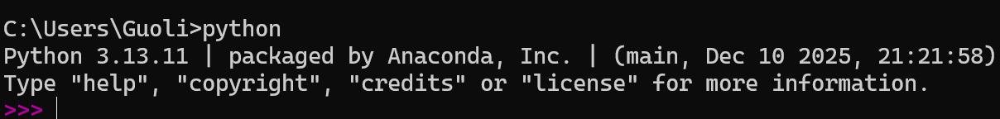 C:\Users\Guoli>python
Python 3.13.11 | packaged by Anaconda, Inc. | (main, Dec 10 2025, 21:21:58)
Type "help", "copyright", "credits" or "license" for more information.
>>>